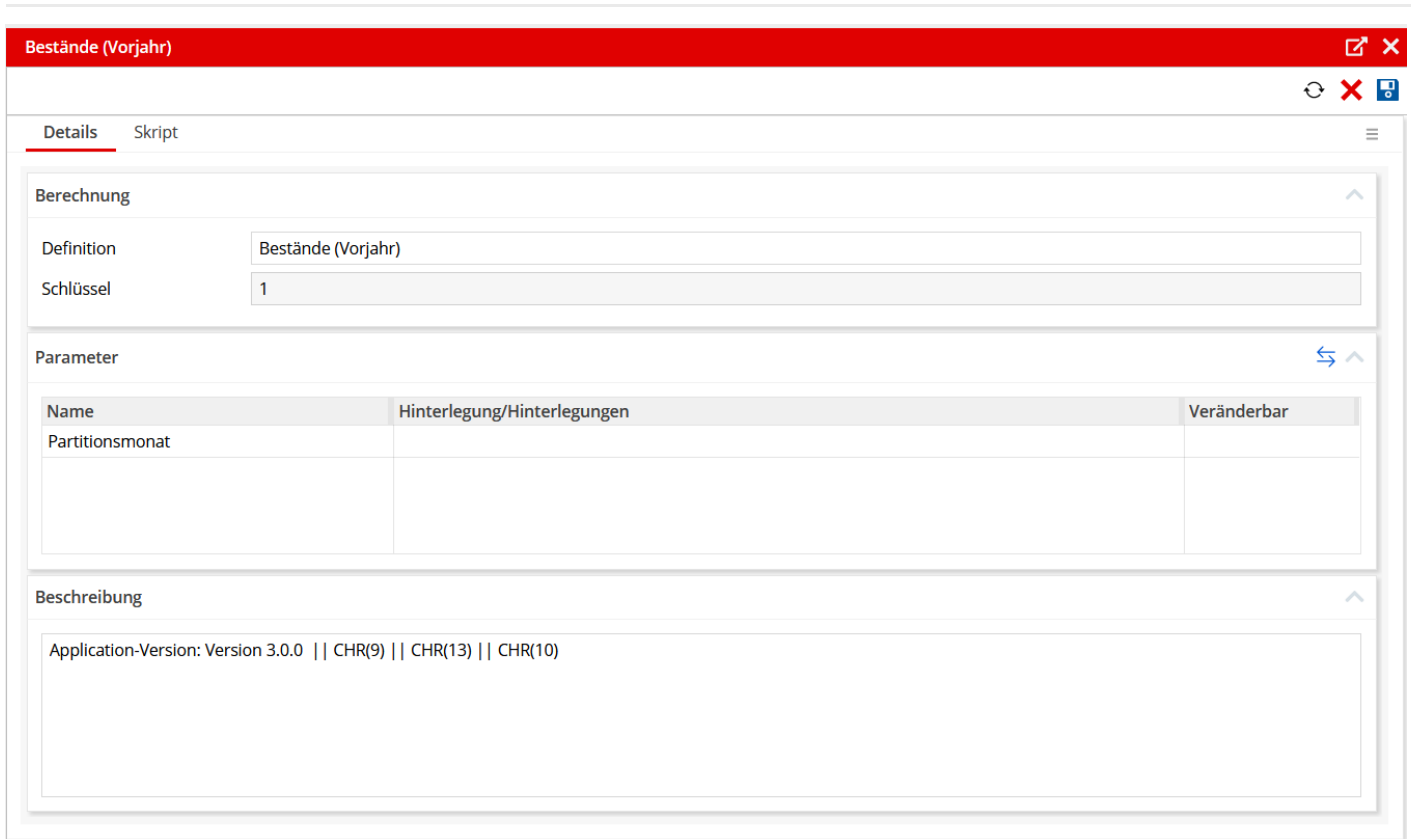 Bestände (Vorjahr)
Details Skript
Berechnung
Definition Bestände (Vorjahr)
Schlüssel 1
Parameter
Name Hinterlegung/Hinterlegungen Veränderbar
Partitionsmonat
Beschreibung
Application-Version: Version 3.0.0  || CHR(9) || CHR(13) || CHR(10)